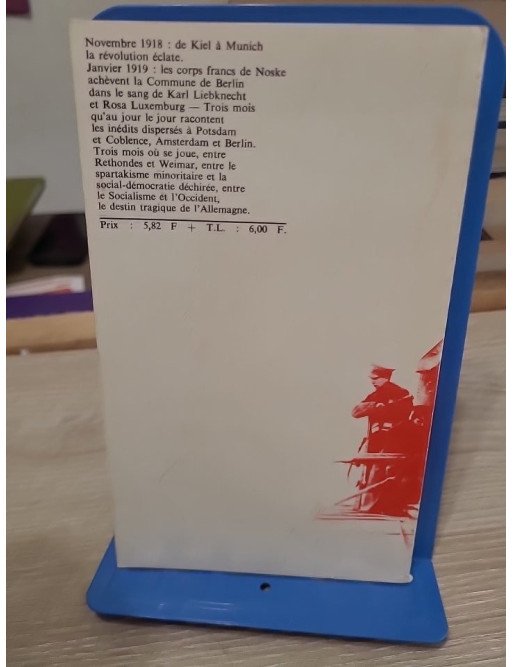 Novembre 1918 : de Kiel à Munich
la révolution éclate.
Janvier 1919 : les corps francs de Noske
achèvent la Commune de Berlin
dans le sang de Karl Liebknecht
et Rosa Luxemburg — Trois mois
qu'au jour le jour racontent
les inédits dispersés à Potsdam
et Coblence, Amsterdam et Berlin.
Trois mois où se joue, entre
Rethondes et Weimar, entre le
spartakisme minoritaire et la
social-démocratie déchirée, entre
le Socialisme et l'Occident,
le destin tragique de l'Allemagne.
Prix : 5,82 F + T.L. : 6,00 F.